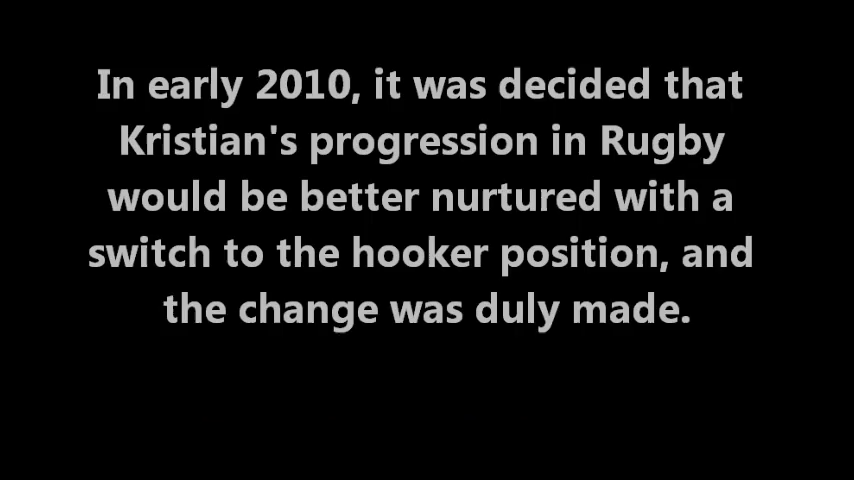 In early 2010, it was decided that
Kristian's progression in Rugby
would be better nurtured with a
switch to the hooker position, and
the change was duly made.